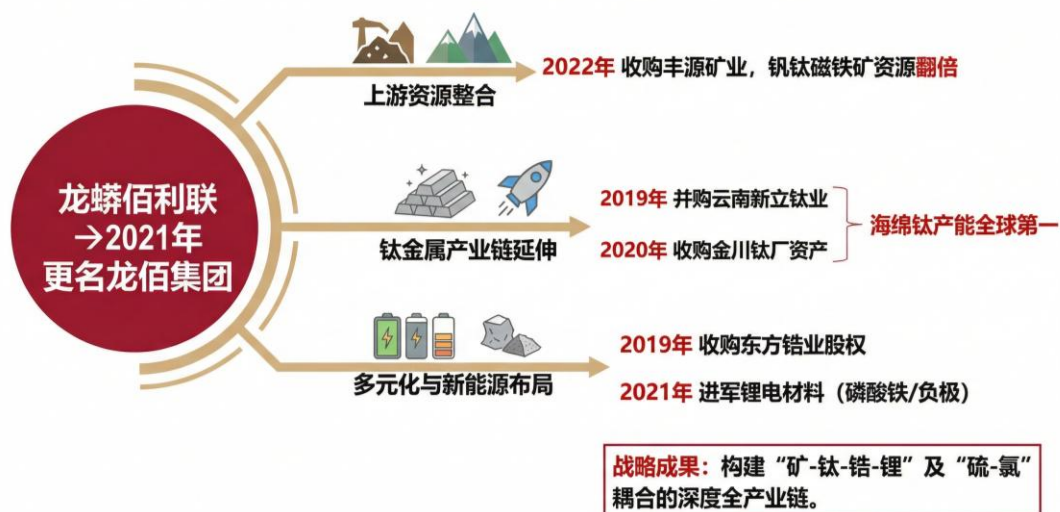 龙蟒佰利联
→2021年
更名龙佰集团
上游资源整合
2022年 收购丰源矿业，钒钛磁铁矿资源翻倍
钛金属产业链延伸
2019年 并购云南新立钛业
2020年 收购金川钛厂资产
海绵钛产能全球第一
多元化与新能源布局
2019年 收购东方锆业股权
2021年 进军锂电材料（磷酸铁/负极）
战略成果：构建“矿-钛-锆-锂”及“硫-氯”
耦合的深度全产业链。